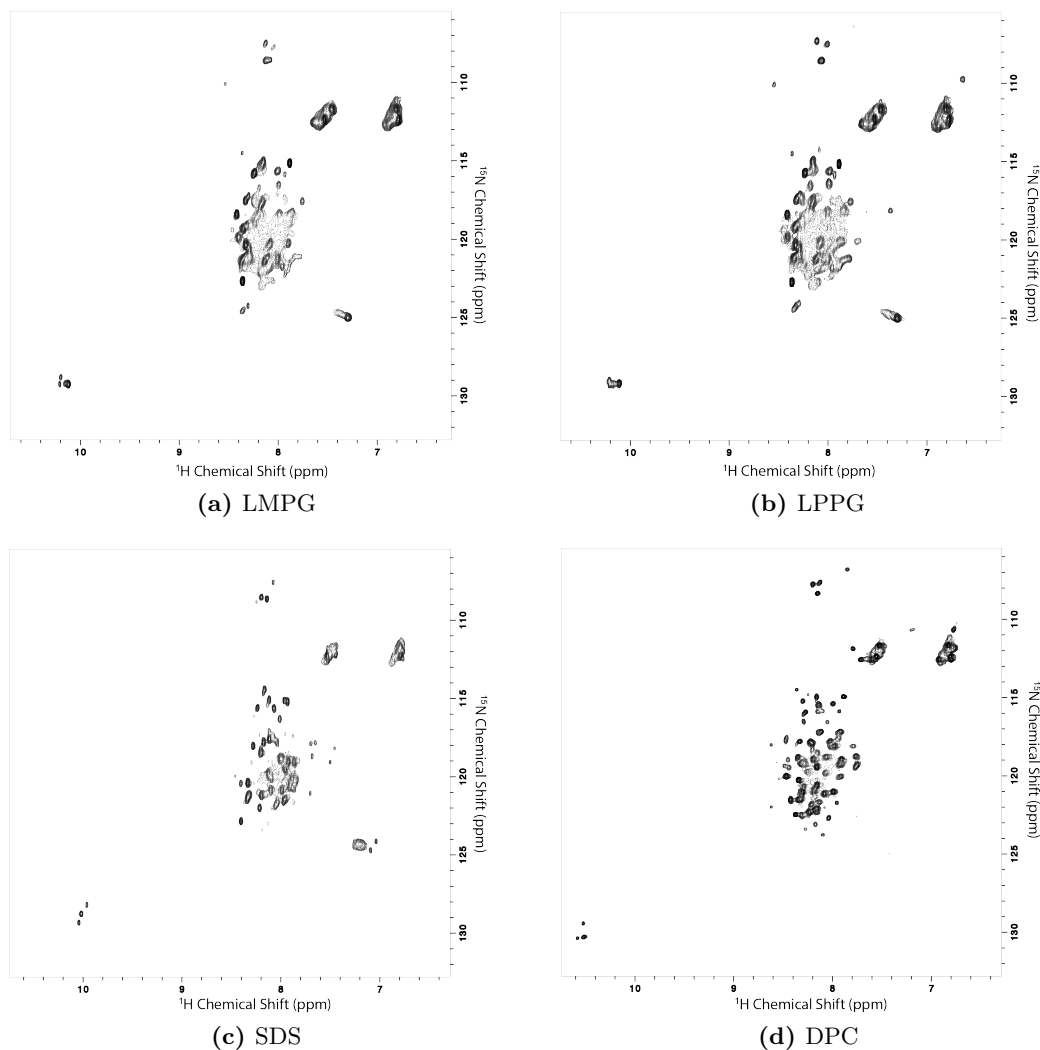 110
115
120
125
130
¹⁵N Chemical Shift (ppm)
10 9 8 7
¹H Chemical Shift (ppm)
(a) LMPG
110
115
120
125
130
¹⁵N Chemical Shift (ppm)
10 9 8 7
¹H Chemical Shift (ppm)
(b) LPPG
110
115
120
125
130
¹⁵N Chemical Shift (ppm)
10 9 8 7
¹H Chemical Shift (ppm)
(c) SDS
110
115
120
125
130
¹⁵N Chemical Shift (ppm)
10 9 8 7
¹H Chemical Shift (ppm)
(d) DPC